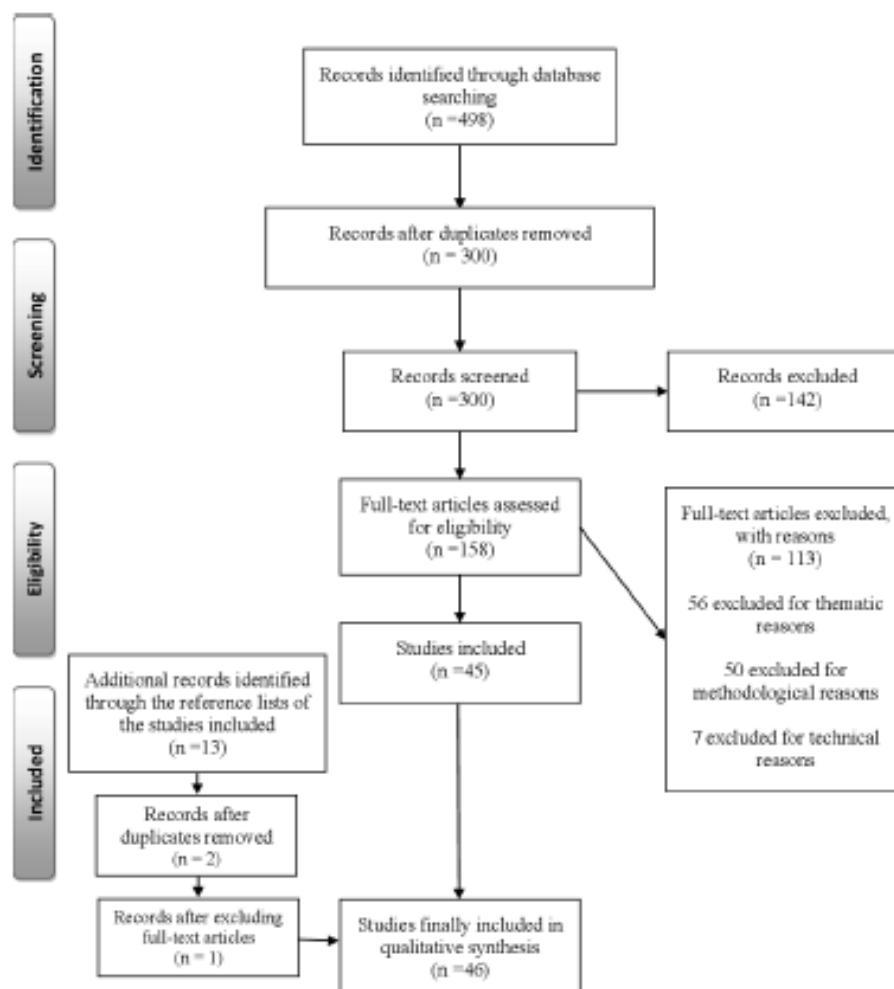 Identification
Records identified through database
searching
(n =498)
Records after duplicates removed
(n = 300)
Screening
Records screened
(n =300)
Records excluded
(n =142)
Eligibility
Full-text articles assessed
for eligibility
(n =158)
Full-text articles excluded,
with reasons
(n = 113)
56 excluded for thematic
reasons
50 excluded for
methodological reasons
7 excluded for technical
reasons
Studies included
(n =45)
Included
Additional records identified
through the reference lists of
the studies included
(n =13)
Records after
duplicates removed
(n = 2)
Records after excluding
full-text articles
(n = 1)
Studies finally included in
qualitative synthesis
(n =46)